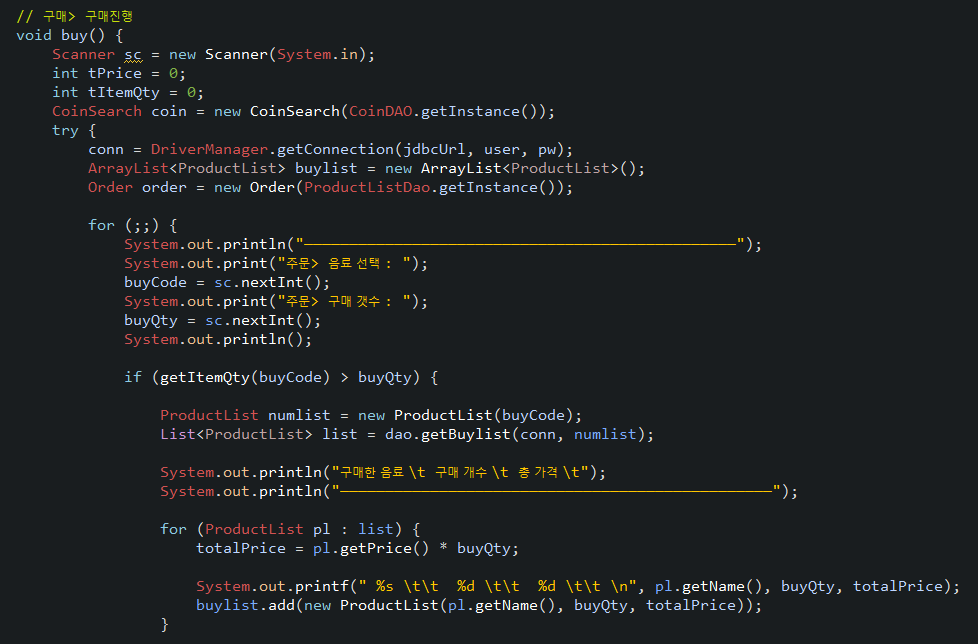 // 구매> 구매진행
void buy() {
Scanner sc = new Scanner(System.in);
int tPrice = 0;
int tItemQty = 0;
CoinSearch coin = new CoinSearch(CoinDAO.getInstance());
try {
conn = DriverManager.getConnection(jdbcUrl, user, pw);
ArrayList<ProductList> buylist = new ArrayList<ProductList>();
Order order = new Order(ProductListDao.getInstance());
for (;;) {
System.out.println("────────────────────────────────────────────────");
System.out.print("주문> 음료 선택 : ");
buyCode = sc.nextInt();
System.out.print("주문> 구매 갯수 : ");
buyQty = sc.nextInt();
System.out.println();
if (getItemQty(buyCode) > buyQty) {
ProductList numlist = new ProductList(buyCode);
List<ProductList> list = dao.getBuylist(conn, numlist);
System.out.println("구매한 음료 \t 구매 개수 \t 총 가격 \t");
System.out.println("────────────────────────────────────────────────");
for (ProductList pl : list) {
totalPrice = pl.getPrice() * buyQty;
System.out.printf(" %s \t\t  %d \t\t  %d \t\t \n", pl.getName(), buyQty, totalPrice);
buylist.add(new ProductList(pl.getName(), buyQty, totalPrice));
}